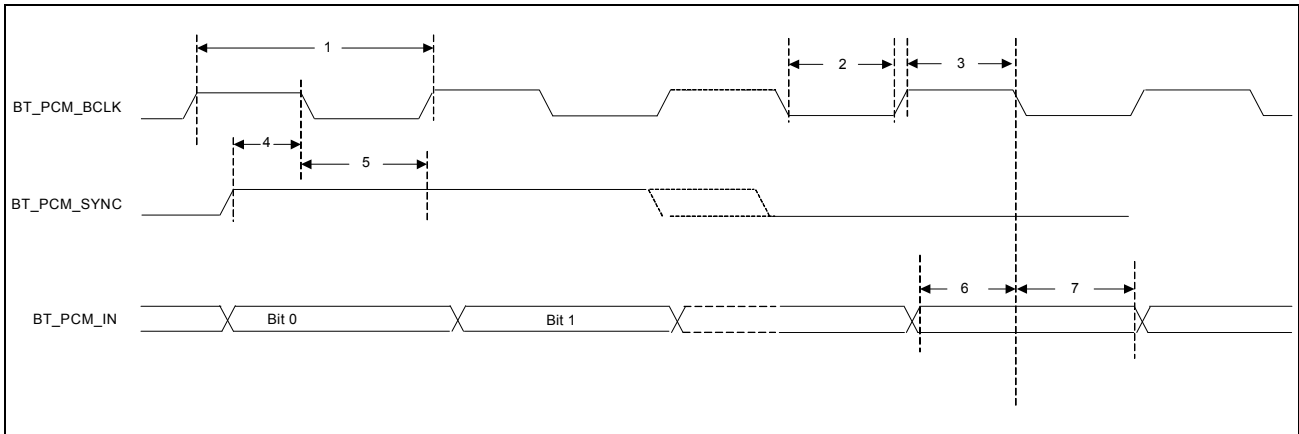 1
2
3
BT_PCM_BCLK
4
5
BT_PCM_SYNC
6
7
BT_PCM_IN
Bit 0
Bit 1